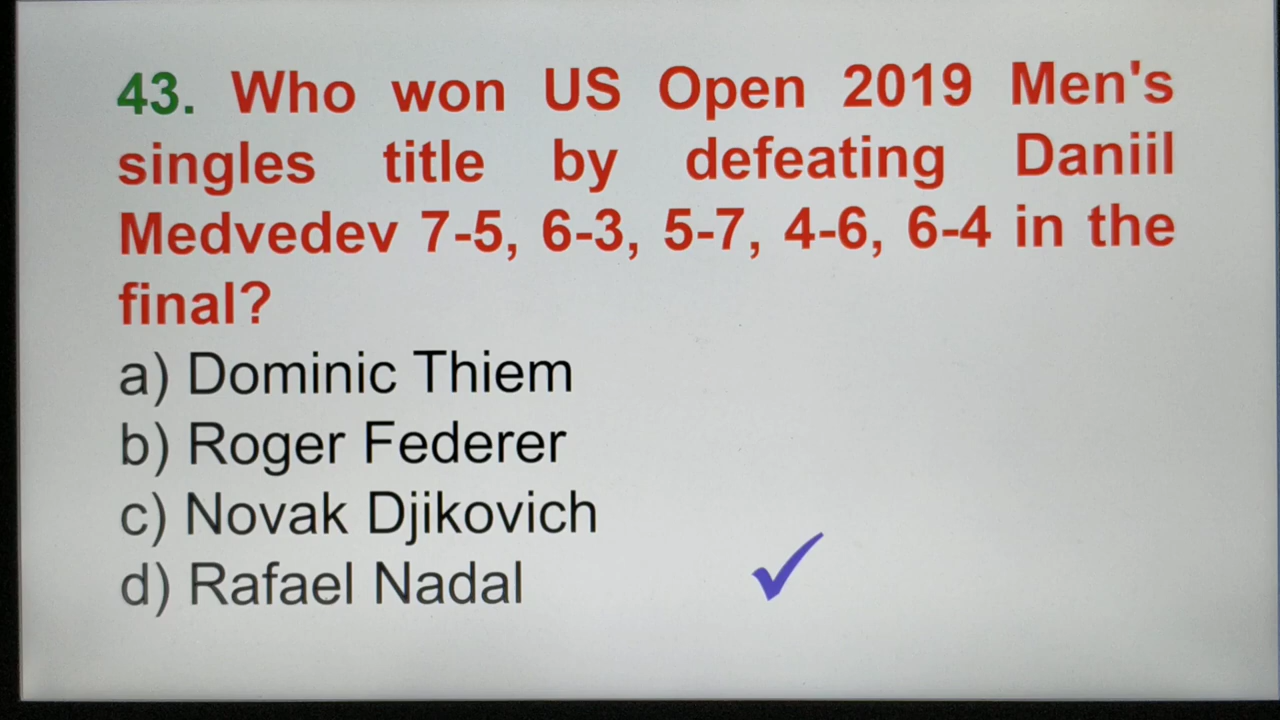 43. Who won US Open 2019 Men's
singles title by defeating Daniil
Medvedev 7-5, 6-3, 5-7, 4-6, 6-4 in the
final?
a) Dominic Thiem
b) Roger Federer
c) Novak Djikovich
d) Rafael Nadal